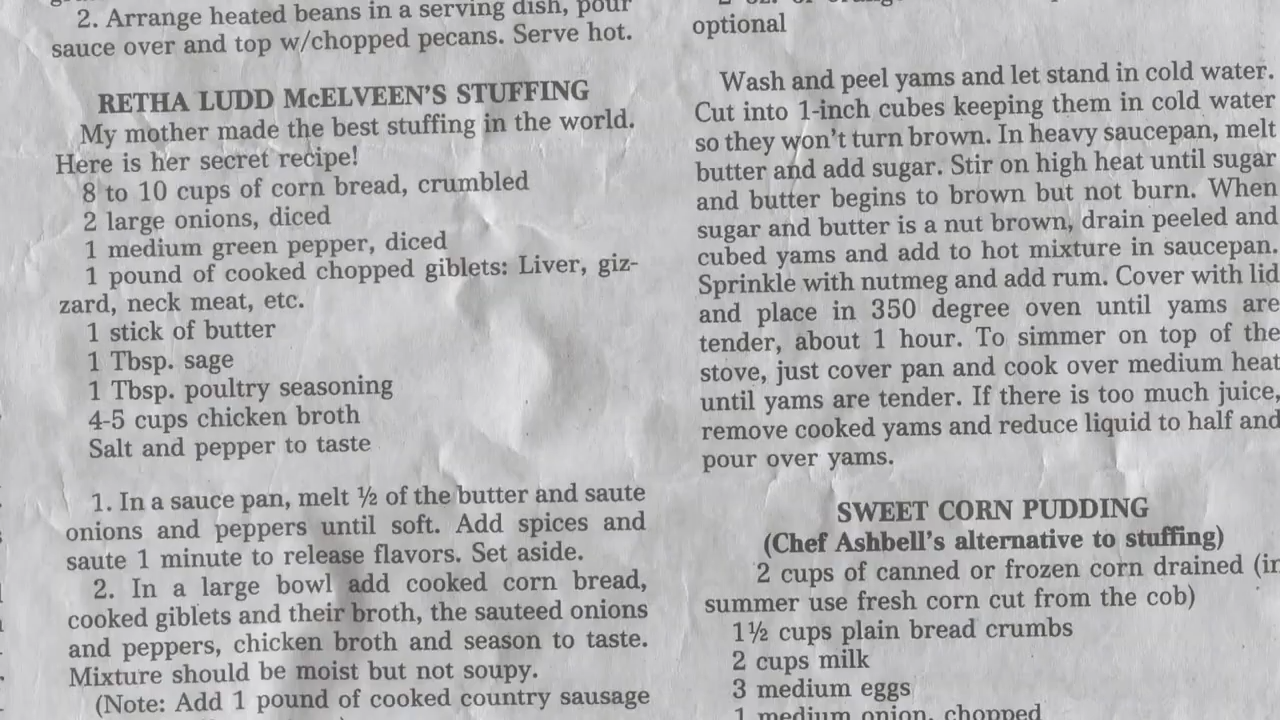 2. Arrange heated beans in a serving dish, pour
sauce over and top w/chopped pecans. Serve hot.
RETHA LUDD McELVEEN'S STUFFING
My mother made the best stuffing in the world.
Here is her secret recipe!
8 to 10 cups of corn bread, crumbled
2 large onions, diced
1 medium green pepper, diced
1 pound of cooked chopped giblets: Liver, giz-
zard, neck meat, etc.
1 stick of butter
1 Tbsp. sage
1 Tbsp. poultry seasoning
4-5 cups chicken broth
Salt and pepper to taste
1. In a sauce pan, melt ½ of the butter and saute
onions and peppers until soft. Add spices and
saute 1 minute to release flavors. Set aside.
2. In a large bowl add cooked corn bread,
cooked giblets and their broth, the sauteed onions
and peppers, chicken broth and season to taste.
Mixture should be moist but not soupy.
(Note: Add 1 pound of cooked country sausage
optional
Wash and peel yams and let stand in cold water.
Cut into 1-inch cubes keeping them in cold water
so they won't turn brown. In heavy saucepan, melt
butter and add sugar. Stir on high heat until sugar
and butter begins to brown but not burn. When
sugar and butter is a nut brown, drain peeled and
cubed yams and add to hot mixture in saucepan.
Sprinkle with nutmeg and add rum. Cover with lid
and place in 350 degree oven until yams are
tender, about 1 hour. To simmer on top of the
stove, just cover pan and cook over medium heat
until yams are tender. If there is too much juice,
remove cooked yams and reduce liquid to half and
pour over yams.
SWEET CORN PUDDING
(Chef Ashbell's alternative to stuffing)
2 cups of canned or frozen corn drained (in
summer use fresh corn cut from the cob)
1½ cups plain bread crumbs
2 cups milk
3 medium eggs
1 medium onion, chopped